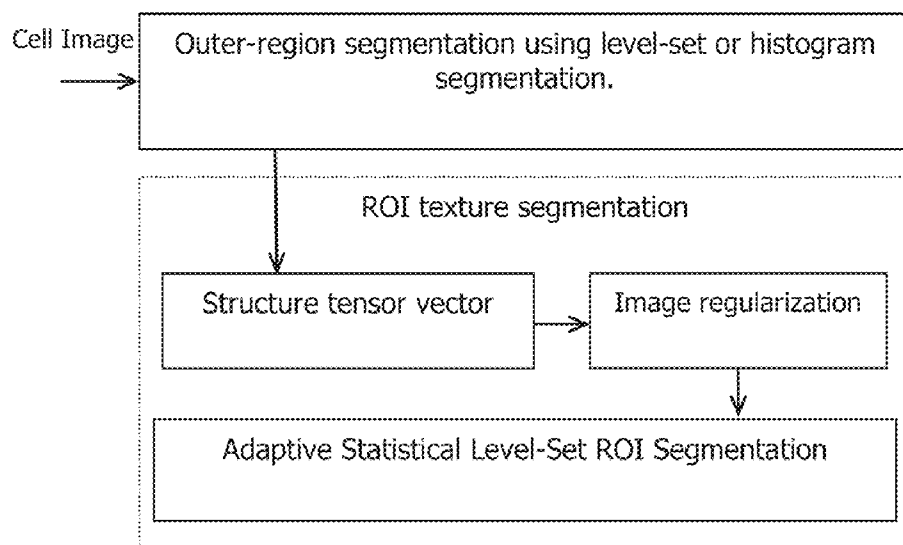 Cell Image
Outer-region segmentation using level-set or histogram
segmentation.
ROI texture segmentation
Structure tensor vector
Image regularization
Adaptive Statistical Level-Set ROI Segmentation